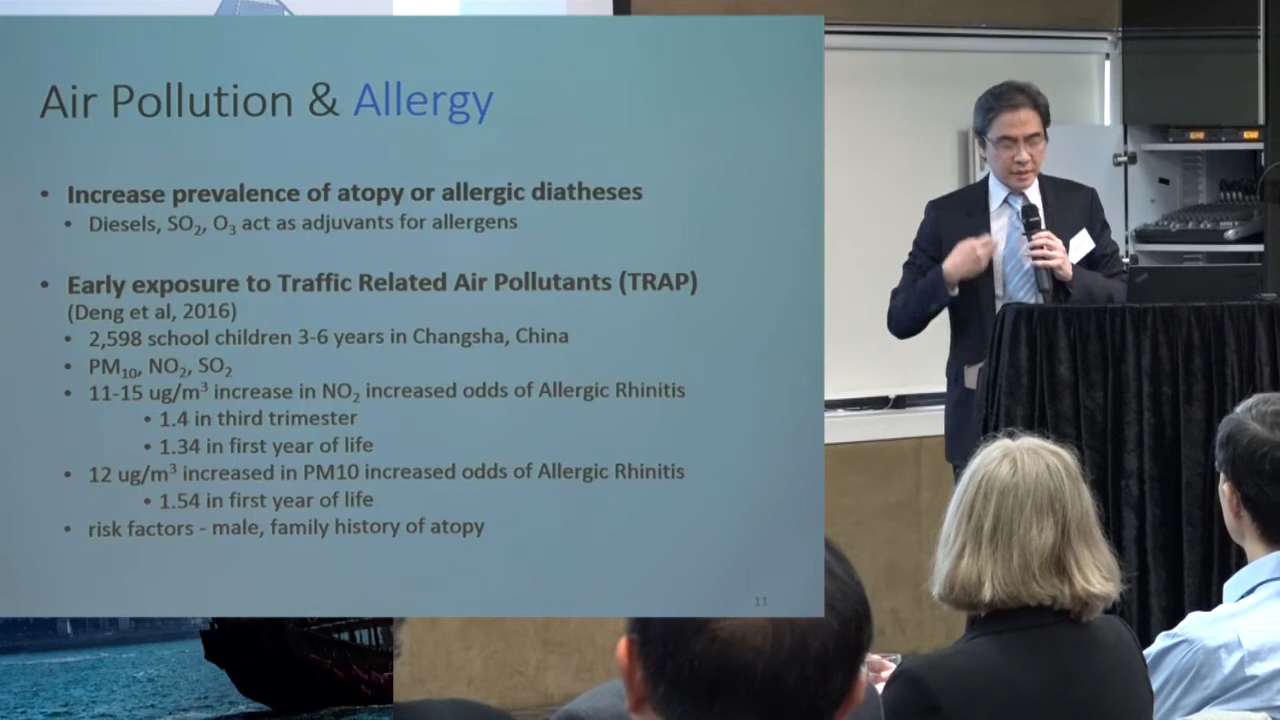 Air Pollution & Allergy
• Increase prevalence of atopy or allergic diatheses
• Diesels, SO₂, O₃ act as adjuvants for allergens
• Early exposure to Traffic Related Air Pollutants (TRAP)
(Deng et al, 2016)
• 2,598 school children 3-6 years in Changsha, China
• PM₁₀, NO₂, SO₂
• 11-15 ug/m³ increase in NO₂ increased odds of Allergic Rhinitis
• 1.4 in third trimester
• 1.34 in first year of life
• 12 ug/m³ increased in PM10 increased odds of Allergic Rhinitis
• 1.54 in first year of life
• risk factors - male, family history of atopy
11